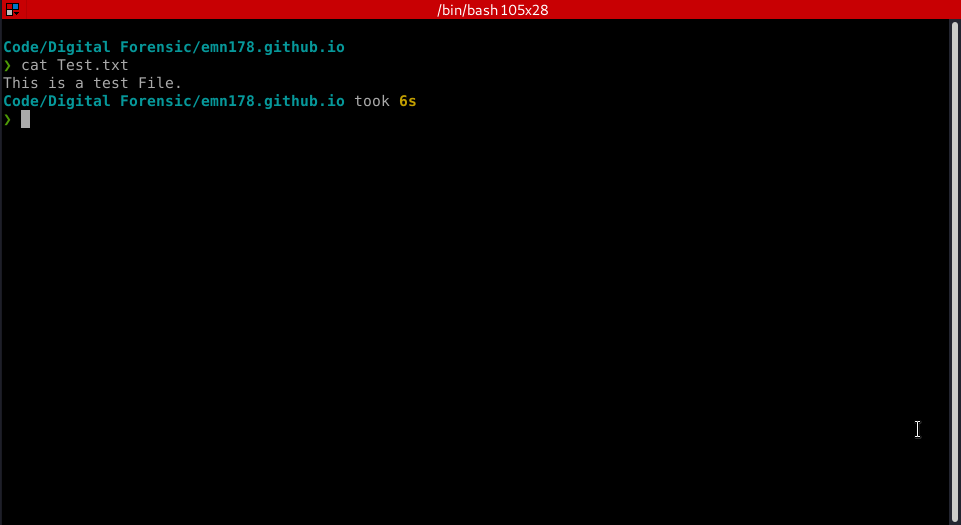 /bin/bash 105x28
Code/Digital Forensic/emn178.github.io
❯ cat Test.txt
This is a test File.
Code/Digital Forensic/emn178.github.io took 6s
❯